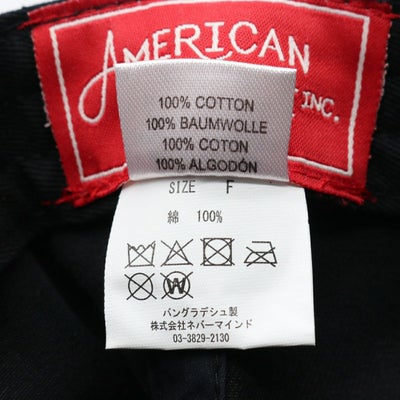 AMERICAN
INC.
100% COTTON
100% BAUMWOLLE
100% COTON
100% ALGODÓN
SIZE F
綿 100%
W
バングラデシュ製
株式会社ネバーマインド
03-3829-2130